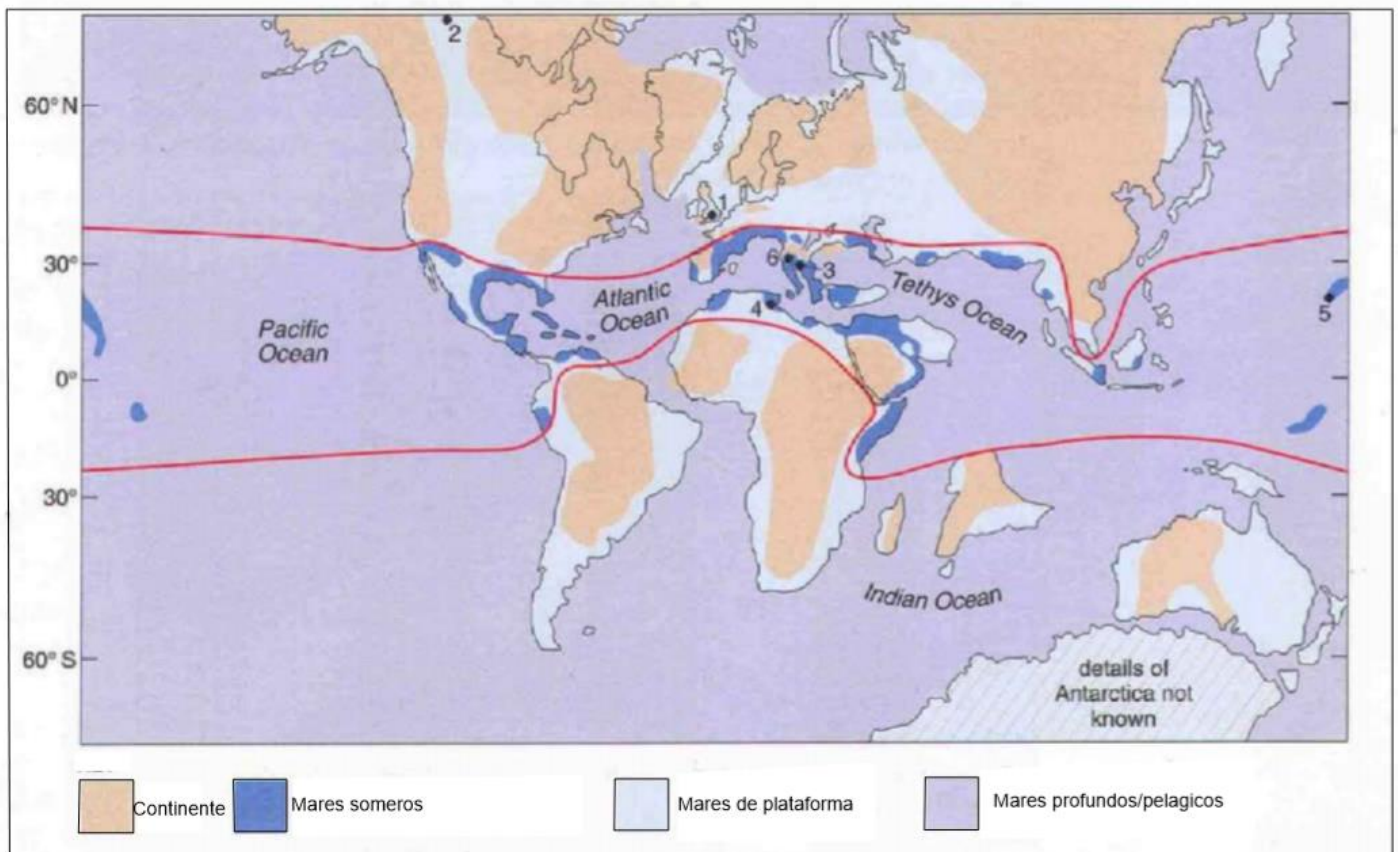 2
60°N
1
30°
6
3
Tethys Ocean
Atlantic
Ocean
4
5
Pacific
Ocean
0°
30°
Indian Ocean
60°S
details of
Antarctica not
known
Continente
Mares someros
Mares de plataforma
Mares profundos/pelagicos